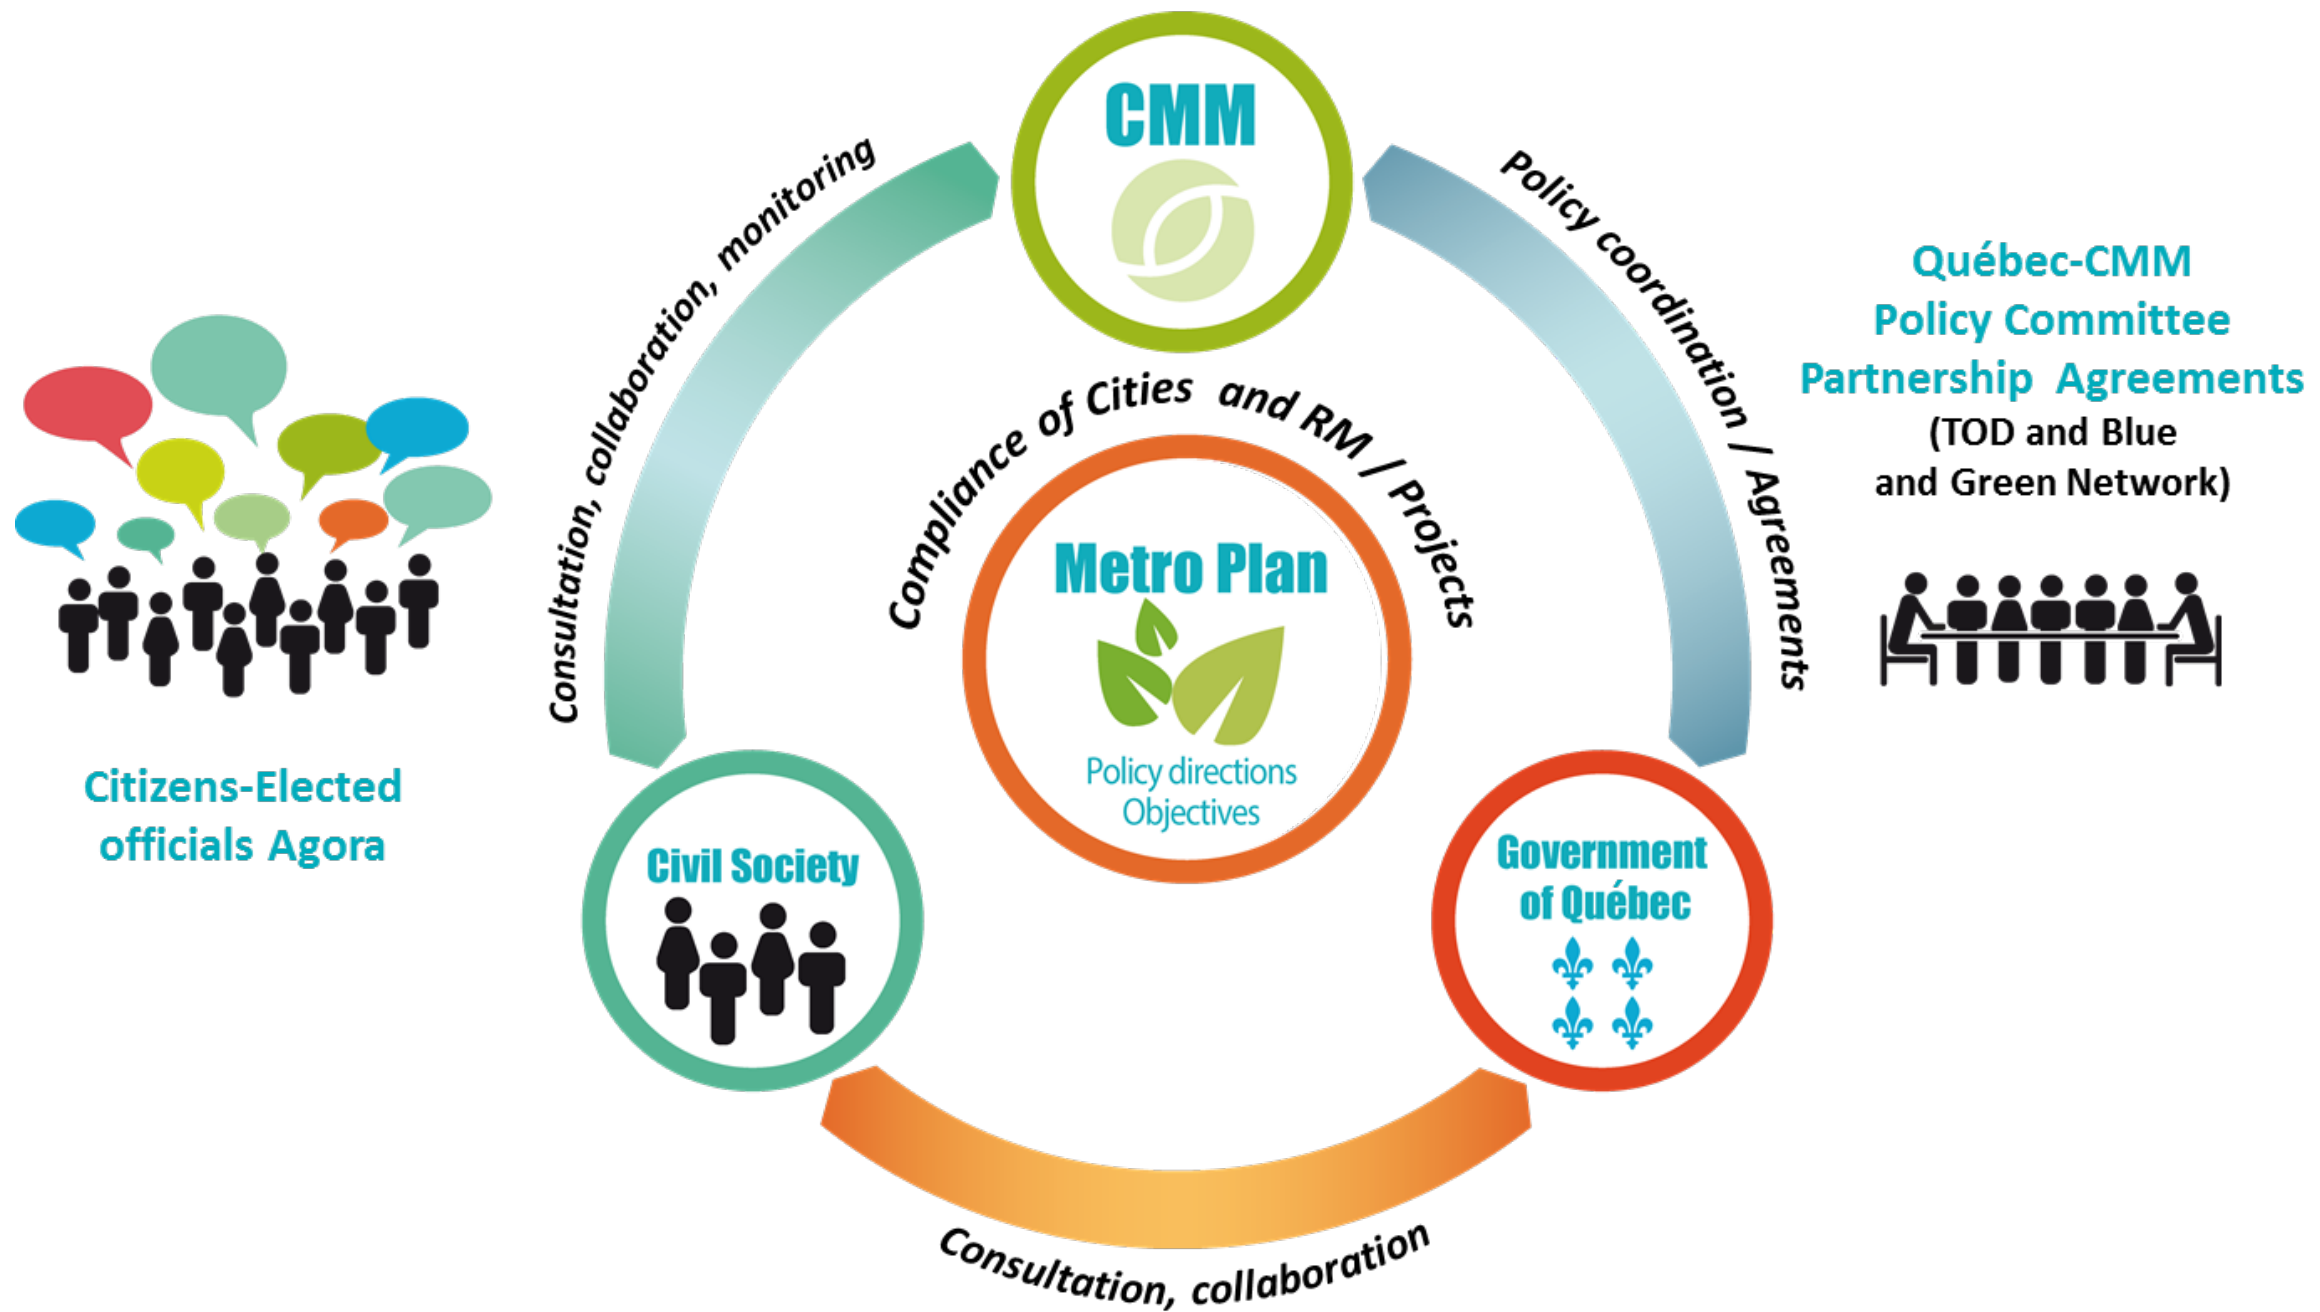 CMM
Consultation, collaboration, monitoring
Policy coordination / Agreements
Québec-CMM
Policy Committee
Partnership Agreements
(TOD and Blue
and Green Network)
Compliance of Cities and RM / Projects
Metro Plan
Policy directions
Objectives
Citizens-Elected
officials Agora
Civil Society
Government
of Québec
Consultation, collaboration